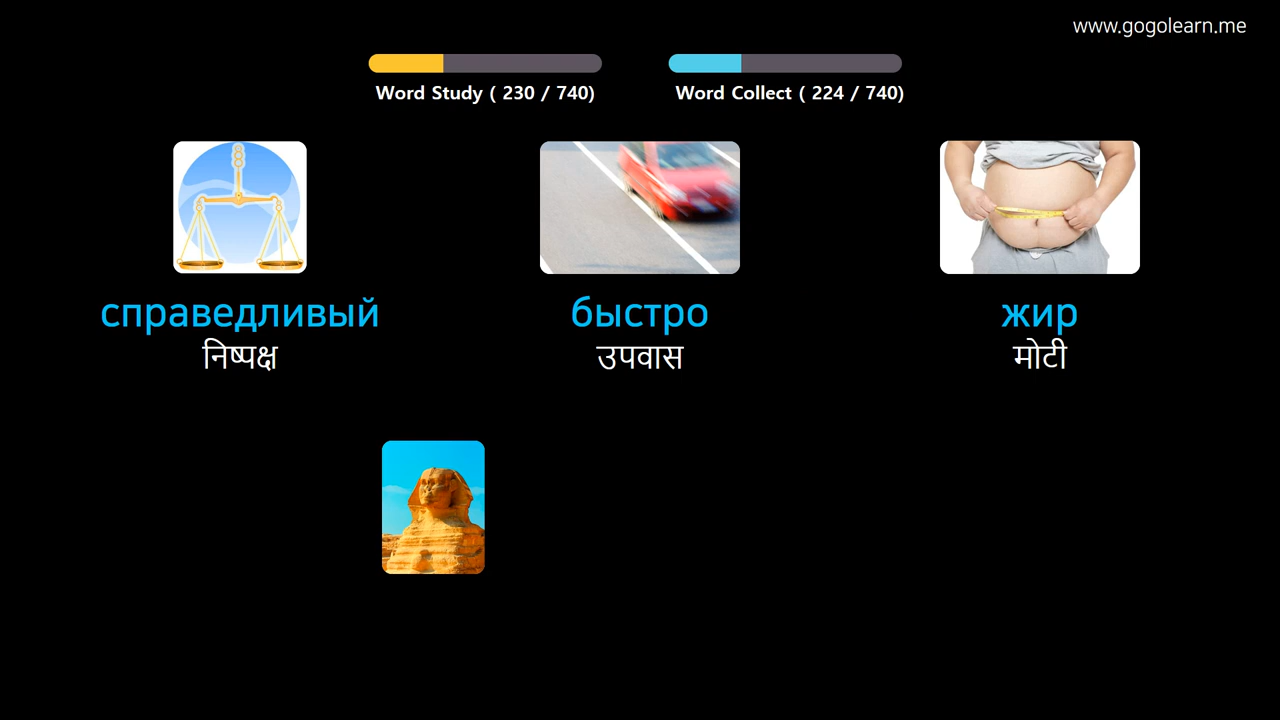 www.gogolearn.me
Word Study ( 230 / 740)
Word Collect ( 224 / 740)
справедливый
निष्पक्ष
быстро
उपवास
жир
मोटी